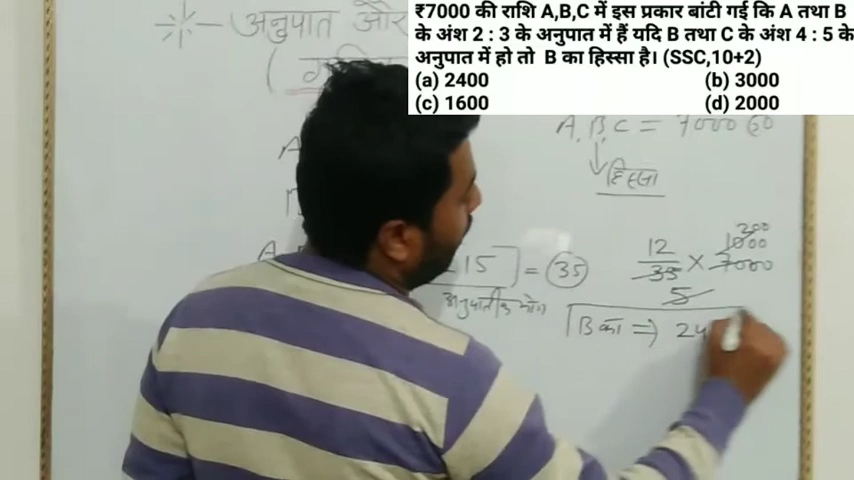 ₹7000 की राशि A,B,C में इस प्रकार बांटी गई कि A तथा B
के अंश 2 : 3 के अनुपात में हैं यदि B तथा C के अंश 4 : 5 के
अनुपात में हो तो B का हिस्सा है। (SSC,10+2)
(a) 2400 (b) 3000
(c) 1600 (d) 2000
अनुपात और
A, B, C = 7000
हिस्सा
A
15 = 35
अनुपातीक योग
12/35 × 7000
1000
200
5
B का ⇒ 24